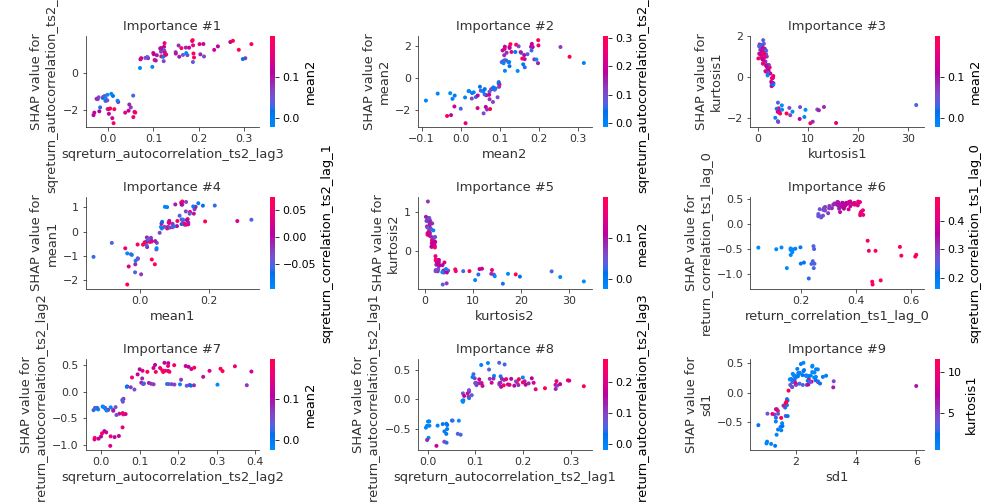 Importance #1
SHAP value for
sqreturn_autocorrelation_ts2_
0
−2
0.0
0.1
0.2
0.3
sqreturn_autocorrelation_ts2_lag3
0.1
0.0
mean2
Importance #2
SHAP value for
mean2
2
0
−2
−0.1
0.0
0.1
0.2
0.3
mean2
0.3
0.2
0.1
0.0
sqreturn_autocorrelation_ts2_
Importance #3
SHAP value for
kurtosis1
2
0
−2
0
10
20
30
kurtosis1
0.1
0.0
mean2
Importance #4
SHAP value for
mean1
1
0
−1
−2
0.0
0.2
mean1
0.05
0.00
−0.05
sqreturn_correlation_ts2_lag_1
Importance #5
SHAP value for
kurtosis2
1
0
0
10
20
30
kurtosis2
0.1
0.0
mean2
Importance #6
SHAP value for
return_correlation_ts1_lag_0
0.5
0.0
−0.5
−1.0
0.2
0.4
0.6
return_correlation_ts1_lag_0
0.4
0.3
0.2
sqreturn_correlation_ts1_lag_0
Importance #7
SHAP value for
return_autocorrelation_ts2_lag2
0.5
0.0
−0.5
−1.0
0.0
0.1
0.2
0.3
0.4
sqreturn_autocorrelation_ts2_lag2
0.1
0.0
mean2
Importance #8
SHAP value for
return_autocorrelation_ts2_lag1
0.5
0.0
−0.5
0.0
0.1
0.2
0.3
sqreturn_autocorrelation_ts2_lag1
0.2
0.1
0.0
return_autocorrelation_ts2_lag3
Importance #9
SHAP value for
sd1
0.5
0.0
−0.5
2
4
6
sd1
10
5
kurtosis1